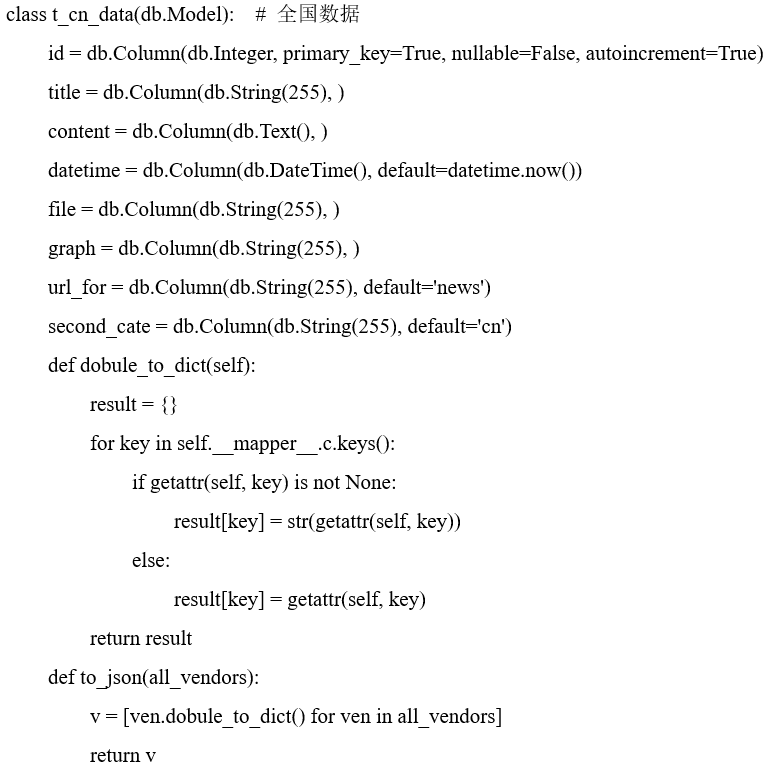 class t_cn_data(db.Model):    # 全国数据
    id = db.Column(db.Integer, primary_key=True, nullable=False, autoincrement=True)
    title = db.Column(db.String(255), )
    content = db.Column(db.Text(), )
    datetime = db.Column(db.DateTime(), default=datetime.now())
    file = db.Column(db.String(255), )
    graph = db.Column(db.String(255), )
    url_for = db.Column(db.String(255), default='news')
    second_cate = db.Column(db.String(255), default='cn')
    def dobule_to_dict(self):
        result = {}
        for key in self.__mapper__.c.keys():
            if getattr(self, key) is not None:
                result[key] = str(getattr(self, key))
            else:
                result[key] = getattr(self, key)
        return result
    def to_json(all_vendors):
        v = [ven.dobule_to_dict() for ven in all_vendors]
        return v